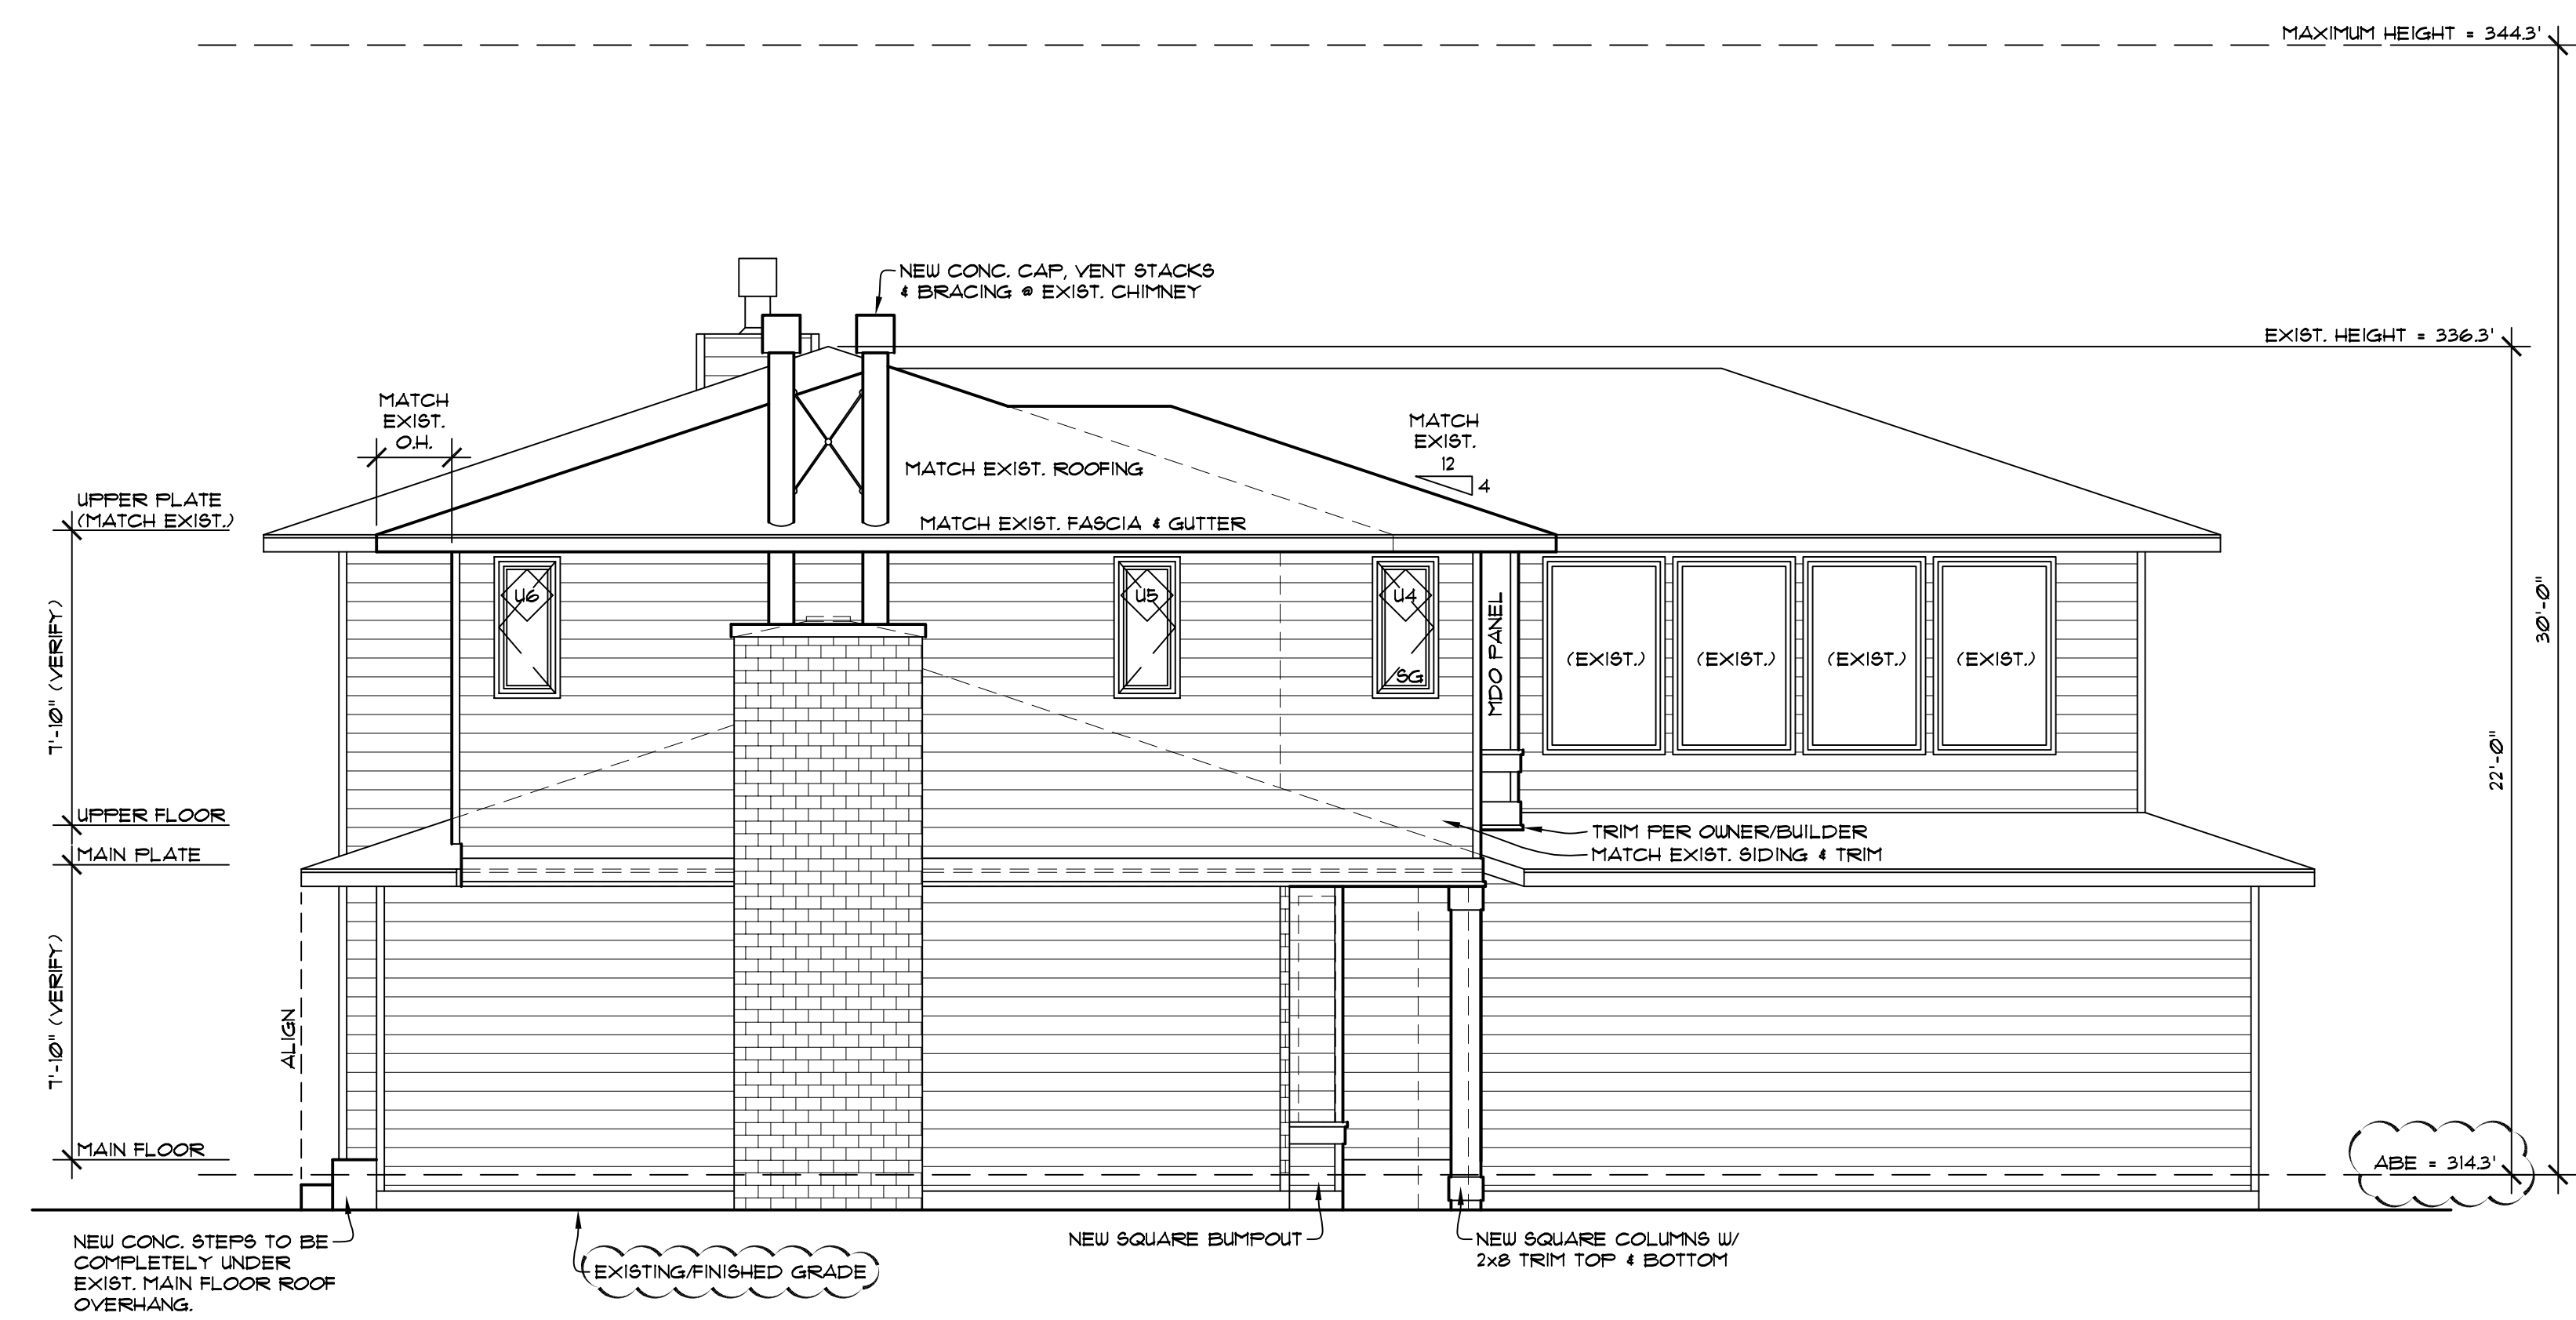 MAXIMUM HEIGHT = 344.3'
NEW CONC. CAP, VENT STACKS
& BRACING @ EXIST. CHIMNEY
EXIST. HEIGHT = 336.3'
MATCH
EXIST.
O.H.
MATCH
EXIST.
12
4
MATCH EXIST. ROOFING
UPPER PLATE
(MATCH EXIST.)
MATCH EXIST. FASCIA & GUTTER
U6
U5
U4
SG
MDO PANEL
(EXIST.)
(EXIST.)
(EXIST.)
(EXIST.)
30'-0"
22'-0"
7'-10" (VERIFY)
UPPER FLOOR
MAIN PLATE
TRIM PER OWNER/BUILDER
MATCH EXIST. SIDING & TRIM
7'-10" (VERIFY)
ALIGN
MAIN FLOOR
ABE = 314.3'
NEW CONC. STEPS TO BE
COMPLETELY UNDER
EXIST. MAIN FLOOR ROOF
OVERHANG.
EXISTING/FINISHED GRADE
NEW SQUARE BUMPOUT
NEW SQUARE COLUMNS W/
2x8 TRIM TOP & BOTTOM